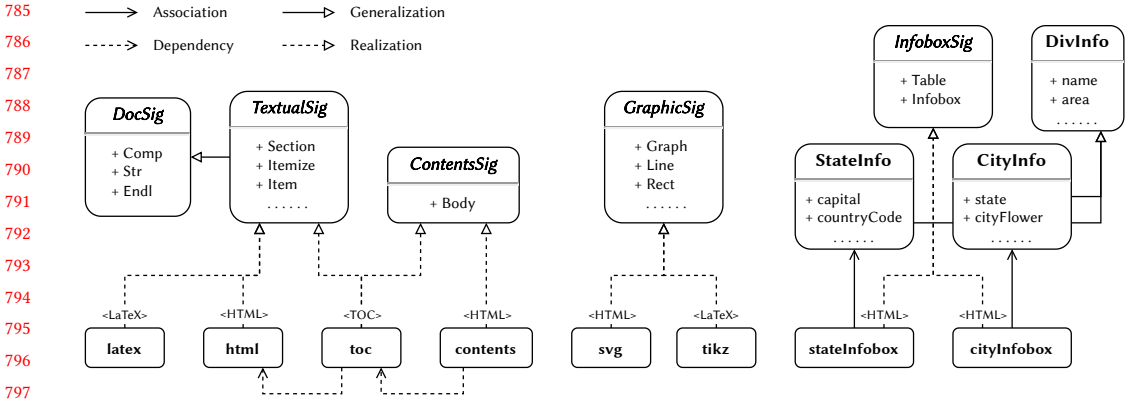 785
Association
Generalization
786
Dependency
Realization
787
788
789
790
791
792
793
794
795
796
797
DocSig
+ Comp
+ Str
+ Endl
TextualSig
+ Section
+ Itemize
+ Item
......
ContentsSig
+ Body
GraphicSig
+ Graph
+ Line
+ Rect
......
InfoboxSig
+ Table
+ Infobox
DivInfo
+ name
+ area
......
StateInfo
+ capital
+ countryCode
......
CityInfo
+ state
+ cityFlower
......
<LaTeX>
latex
<HTML>
html
<TOC>
toc
<HTML>
contents
<HTML>
svg
<LaTeX>
tikz
<HTML>
stateInfobox
<HTML>
cityInfobox